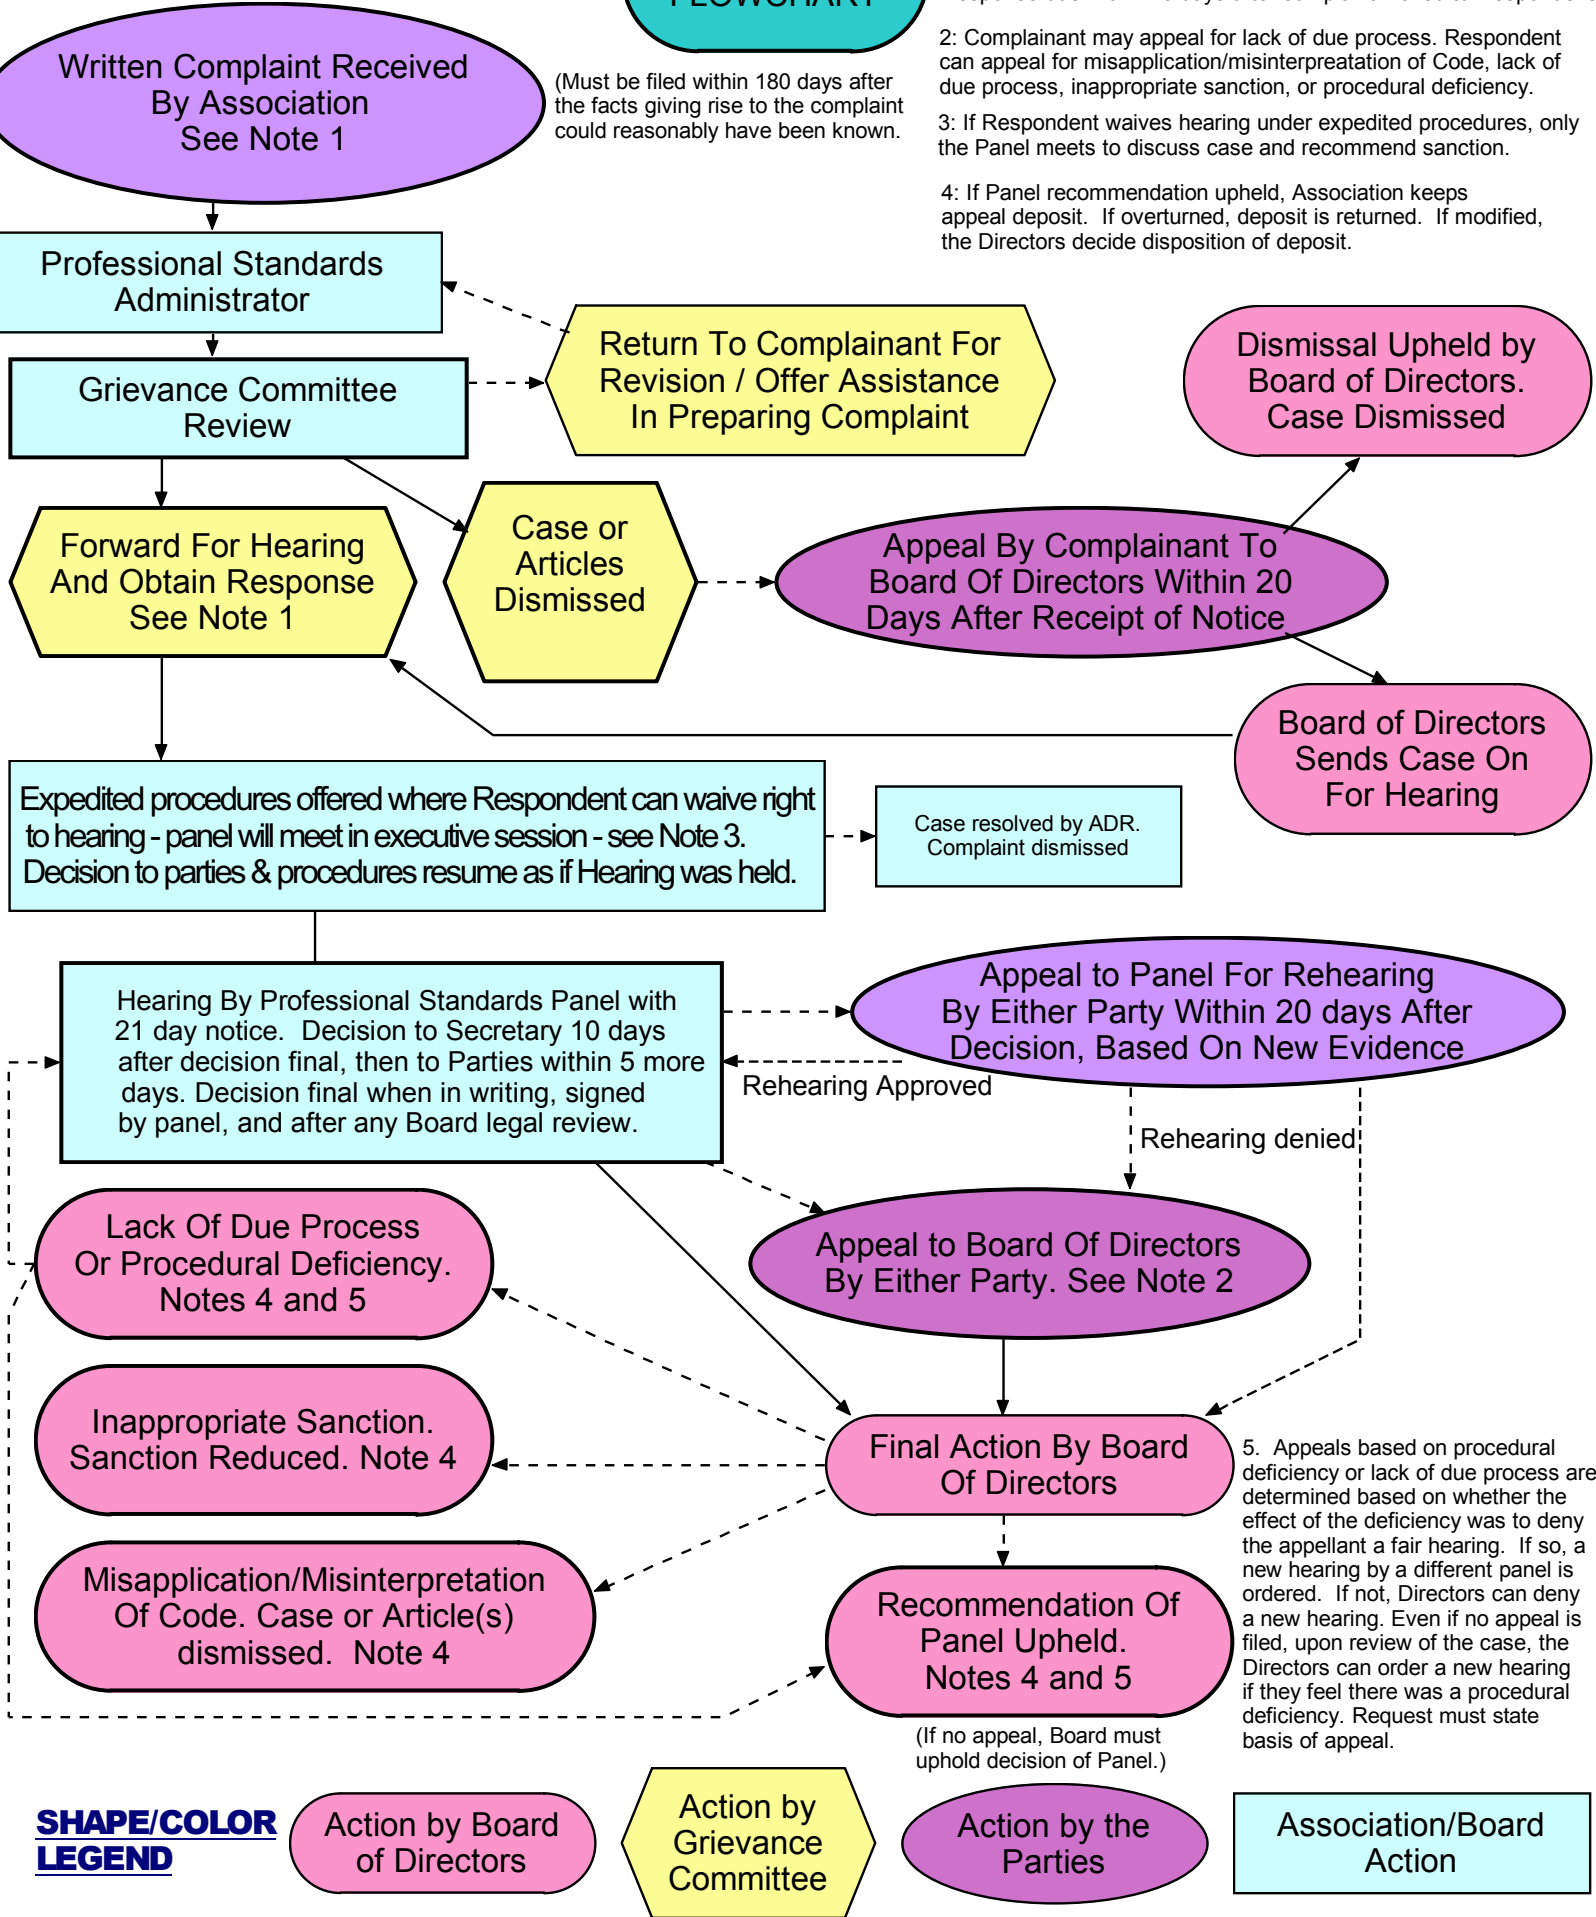 Written Complaint Received
By Association
See Note 1
(Must be filed within 180 days after
the facts giving rise to the complaint
could reasonably have been known.
2: Complainant may appeal for lack of due process. Respondent
can appeal for misapplication/misinterpreatation of Code, lack of
due process, inappropriate sanction, or procedural deficiency.
3: If Respondent waives hearing under expedited procedures, only
the Panel meets to discuss case and recommend sanction.
4: If Panel recommendation upheld, Association keeps
appeal deposit. If overturned, deposit is returned. If modified,
the Directors decide disposition of deposit.
Professional Standards
Administrator
Grievance Committee
Review
Return To Complainant For
Revision / Offer Assistance
In Preparing Complaint
Dismissal Upheld by
Board of Directors.
Case Dismissed
Forward For Hearing
And Obtain Response
See Note 1
Case or
Articles
Dismissed
Appeal By Complainant To
Board Of Directors Within 20
Days After Receipt of Notice
Board of Directors
Sends Case On
For Hearing
Expedited procedures offered where Respondent can waive right
to hearing - panel will meet in executive session - see Note 3.
Decision to parties & procedures resume as if Hearing was held.
Case resolved by ADR.
Complaint dismissed
Hearing By Professional Standards Panel with
21 day notice. Decision to Secretary 10 days
after decision final, then to Parties within 5 more
days. Decision final when in writing, signed
by panel, and after any Board legal review.
Appeal to Panel For Rehearing
By Either Party Within 20 days After
Decision, Based On New Evidence
Rehearing Approved
Rehearing denied
Lack Of Due Process
Or Procedural Deficiency.
Notes 4 and 5
Appeal to Board Of Directors
By Either Party. See Note 2
Inappropriate Sanction.
Sanction Reduced. Note 4
Final Action By Board
Of Directors
Misapplication/Misinterpretation
Of Code. Case or Article(s)
dismissed. Note 4
Recommendation Of
Panel Upheld.
Notes 4 and 5
(If no appeal, Board must
uphold decision of Panel.)
5. Appeals based on procedural
deficiency or lack of due process are
determined based on whether the
effect of the deficiency was to deny
the appellant a fair hearing. If so, a
new hearing by a different panel is
ordered. If not, Directors can deny
a new hearing. Even if no appeal is
filed, upon review of the case, the
Directors can order a new hearing
if they feel there was a procedural
deficiency. Request must state
basis of appeal.
SHAPE/COLOR
LEGEND
Action by Board
of Directors
Action by
Grievance
Committee
Action by the
Parties
Association/Board
Action